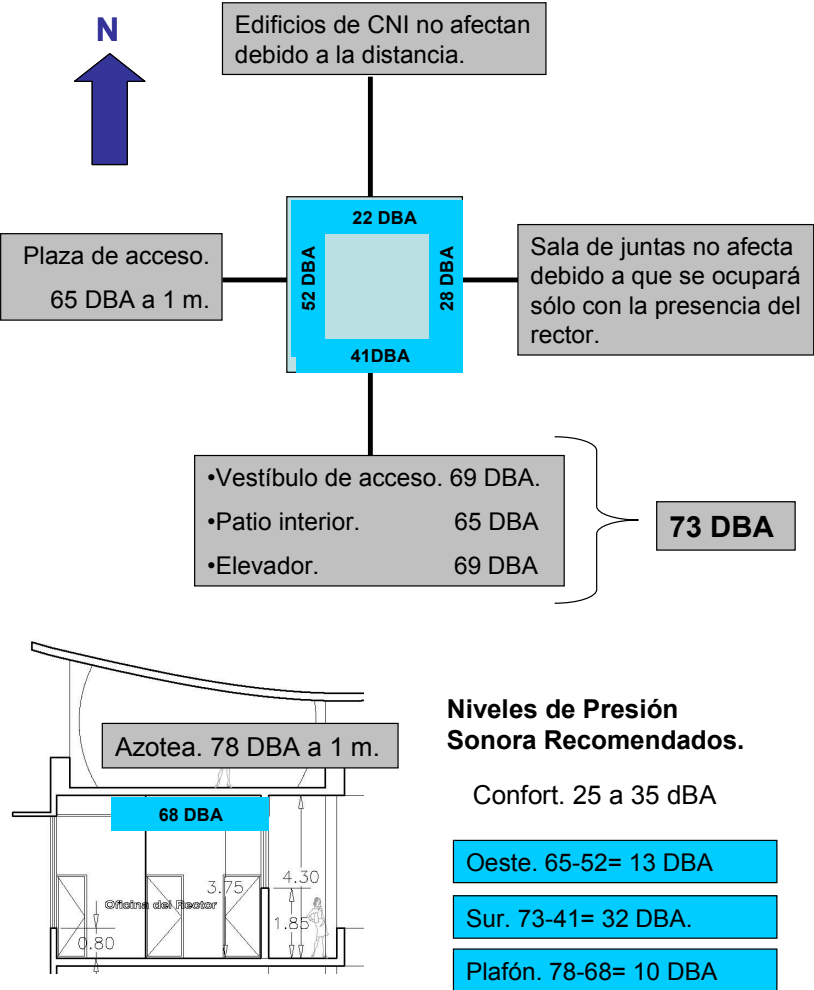 N
Edificios de CNI no afectan
debido a la distancia.
22 DBA
Plaza de acceso.
65 DBA a 1 m.
52 DBA
28 DBA
Sala de juntas no afecta
debido a que se ocupará
sólo con la presencia del
rector.
41DBA
•Vestíbulo de acceso. 69 DBA.
•Patio interior. 65 DBA
•Elevador. 69 DBA
73 DBA
Azotea. 78 DBA a 1 m.
68 DBA
3.75
4.30
Oficina del Rector
1.85
0.80
Niveles de Presión
Sonora Recomendados.
Confort. 25 a 35 dBA
Oeste. 65-52= 13 DBA
Sur. 73-41= 32 DBA.
Plafón. 78-68= 10 DBA